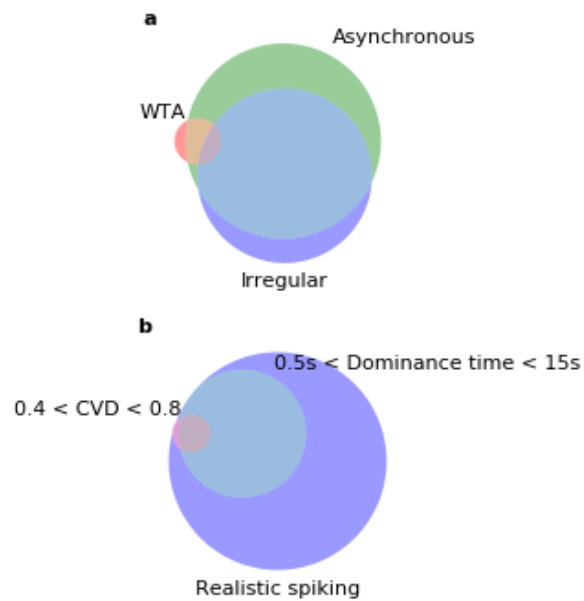 a
Asynchronous
WTA
Irregular
b
0.5s < Dominance time < 15s
0.4 < CVD < 0.8
Realistic spiking